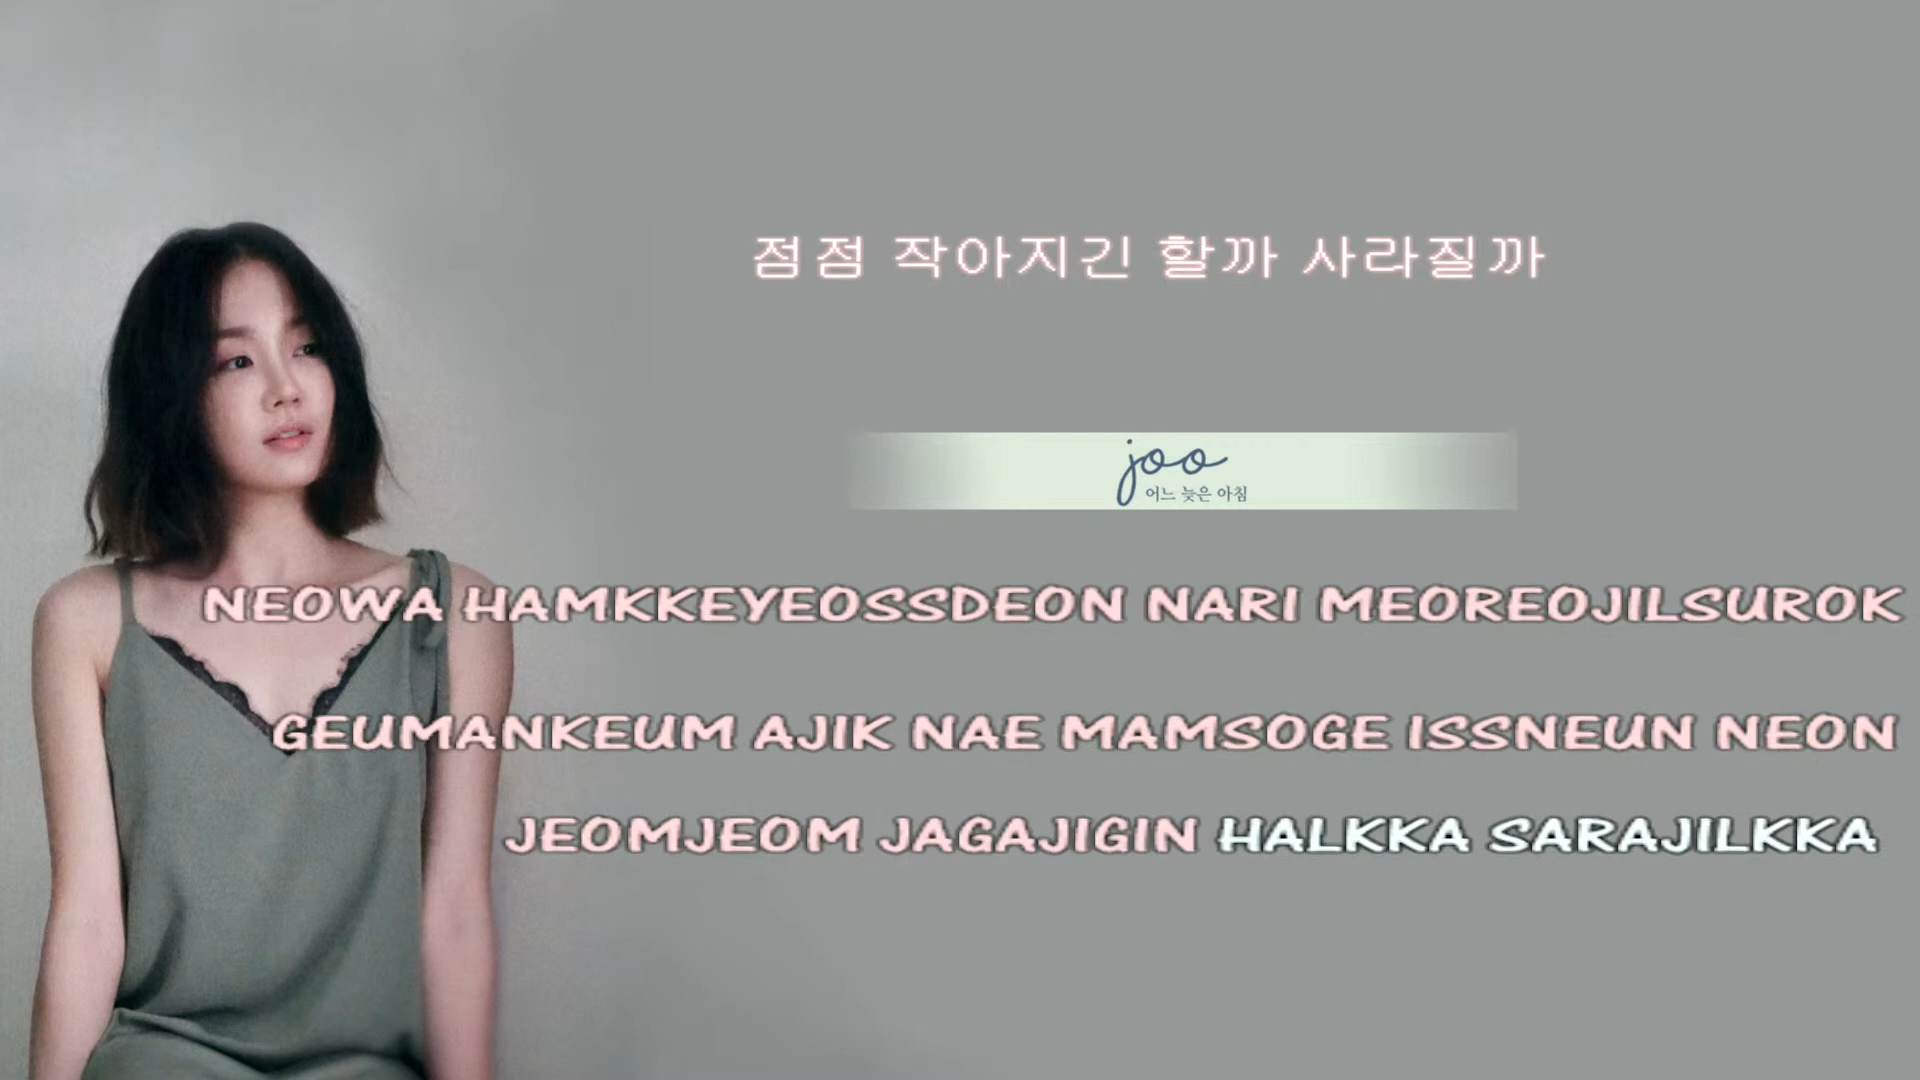 점점 작아지긴 할까 사라질까
joo
어느 늦은 아침
NEOWA HAMKKEYEOSSDEON NARI MEOREOJILSUROK
GEUMANKEUM AJIK NAE MAMSOGE ISSNEUN NEON
JEOMJEOM JAGAJIGIN HALKKA SARAJILKKA